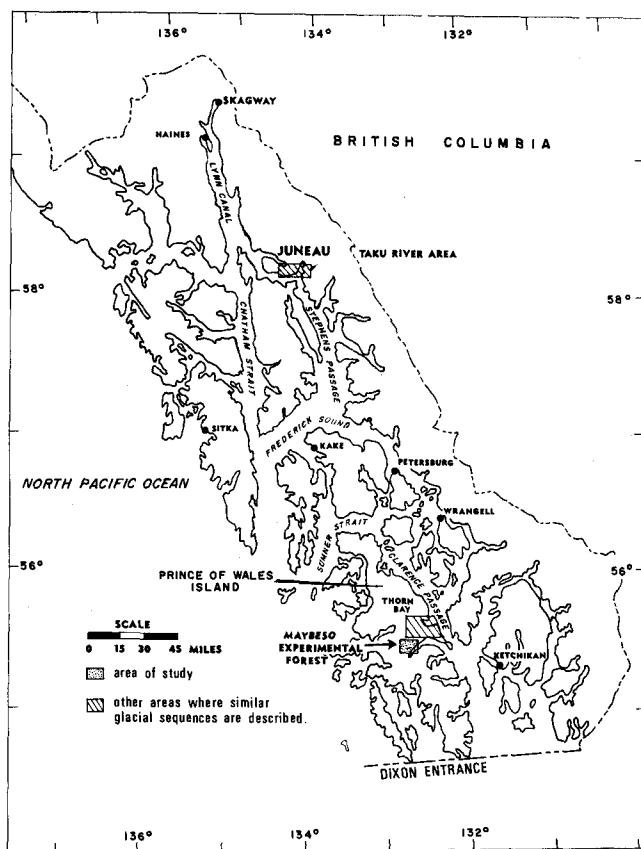 136° 134° 132°
SKAGWAY
HAINES
BRITISH COLUMBIA
LYNN CANAL
JUNEAU
TAKU RIVER AREA
58° 58°
CHATHAM STRAIT
STEPHENS PASSAGE
SITKA
FREDERICK SOUND
KAKE
PETERSBURG
NORTH PACIFIC OCEAN
WRANGELL
SUMNER STRAIT
56° 56°
CLARENCE PASSAGE
PRINCE OF WALES
ISLAND
THORN
BAY
SCALE
0 15 30 45 MILES
MAYBESO
EXPERIMENTAL
FOREST
KETCHIKAN
area of study
other areas where similar
glacial sequences are described.
DIXON ENTRANCE
136° 134° 132°